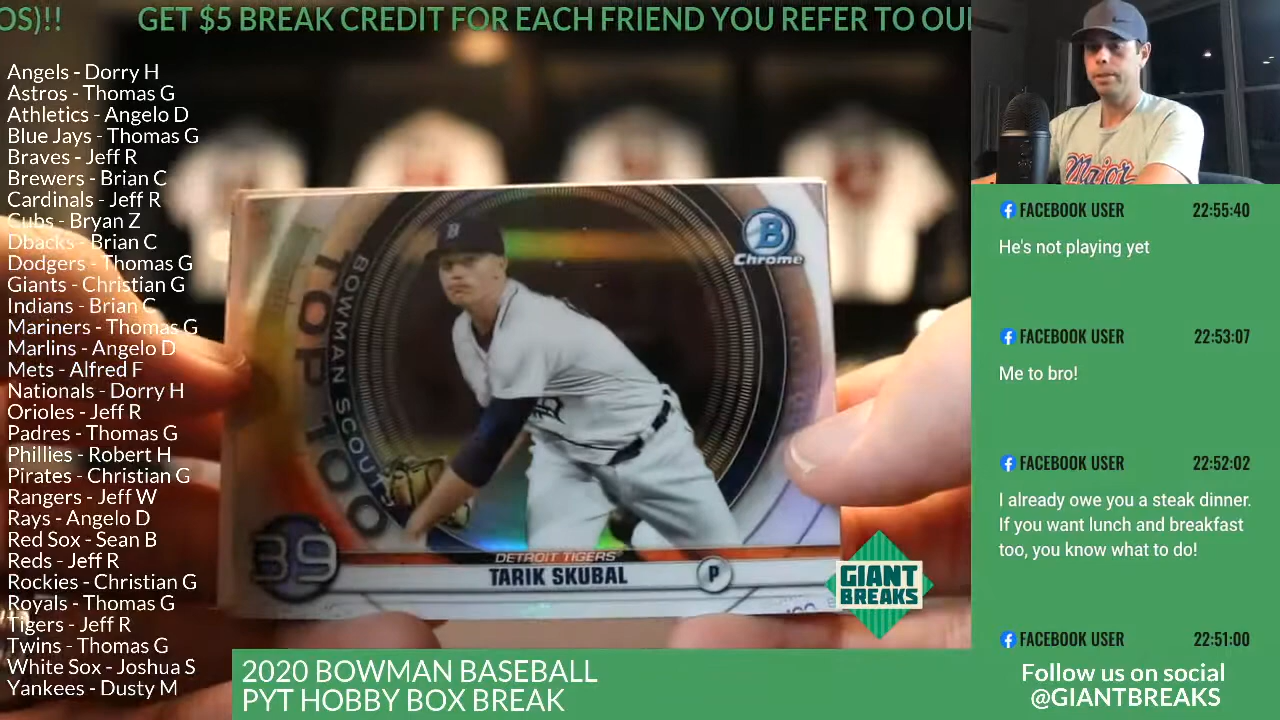 OS)!! GET $5 BREAK CREDIT FOR EACH FRIEND YOU REFER TO OU
Angels - Dorry H
Astros - Thomas G
Athletics - Angelo D
Blue Jays - Thomas G
Braves - Jeff R
Brewers - Brian C
Cardinals - Jeff R
Cubs - Bryan Z
Dbacks - Brian C
Dodgers - Thomas G
Giants - Christian G
Indians - Brian C
Mariners - Thomas G
Marlins - Angelo D
Mets - Alfred F
Nationals - Dorry H
Orioles - Jeff R
Padres - Thomas G
Phillies - Robert H
Pirates - Christian G
Rangers - Jeff W
Rays - Angelo D
Red Sox - Sean B
Reds - Jeff R
Rockies - Christian G
Royals - Thomas G
Tigers - Jeff R
Twins - Thomas G
White Sox - Joshua S
Yankees - Dusty M
BOWMAN SCOUTS
TOP 100
B
Chrome
39
DETROIT TIGERS
TARIK SKUBAL
P
GIANT
BREAKS
2020 BOWMAN BASEBALL
PYT HOBBY BOX BREAK
Major
FACEBOOK USER 22:55:40
He's not playing yet
FACEBOOK USER 22:53:07
Me to bro!
FACEBOOK USER 22:52:02
I already owe you a steak dinner.
If you want lunch and breakfast
too, you know what to do!
FACEBOOK USER 22:51:00
Follow us on social
@GIANTBREAKS